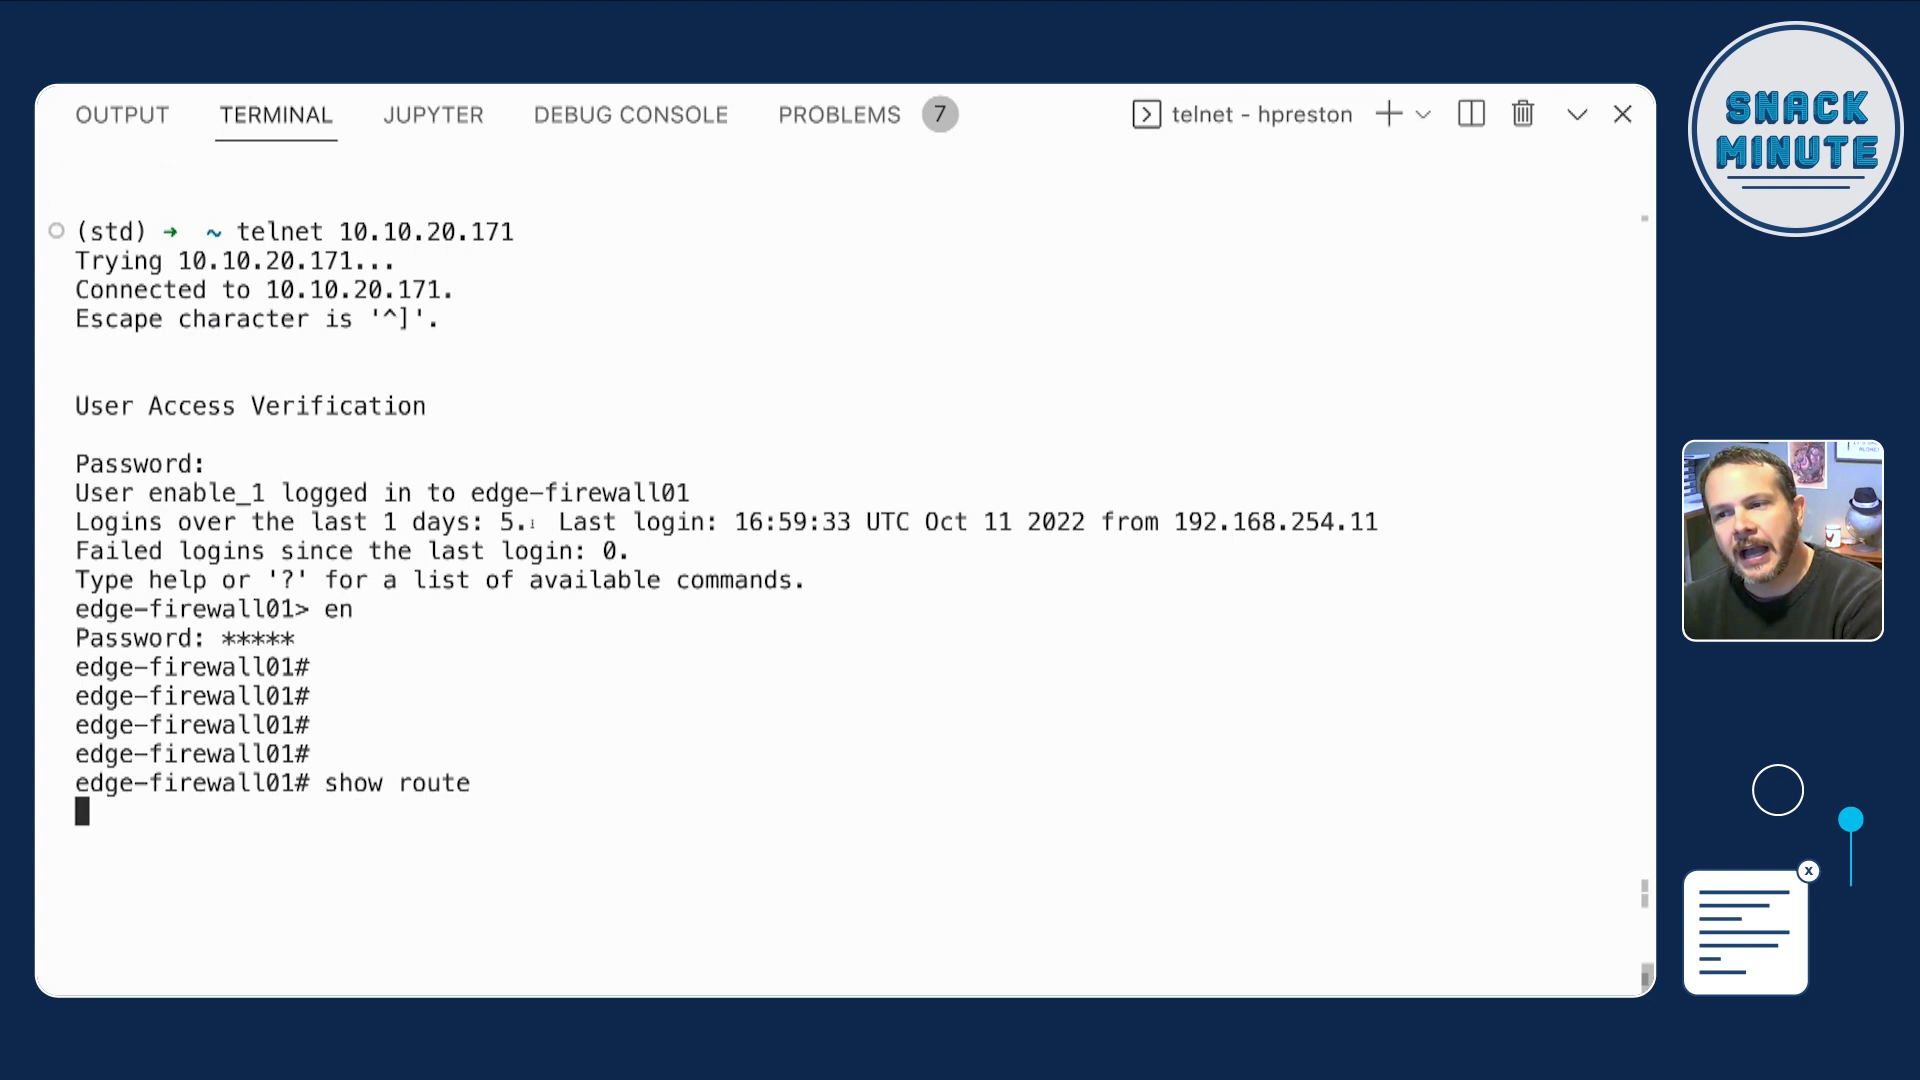 OUTPUT TERMINAL JUPYTER DEBUG CONSOLE PROBLEMS 7 telnet - hpreston
SNACK
MINUTE
(std) ➜ ~ telnet 10.10.20.171
Trying 10.10.20.171...
Connected to 10.10.20.171.
Escape character is '^]'.
User Access Verification
Password:
User enable_1 logged in to edge-firewall01
Logins over the last 1 days: 5. Last login: 16:59:33 UTC Oct 11 2022 from 192.168.254.11
Failed logins since the last login: 0.
Type help or '?' for a list of available commands.
edge-firewall01> en
Password: *****
edge-firewall01#
edge-firewall01#
edge-firewall01#
edge-firewall01#
edge-firewall01# show route
x